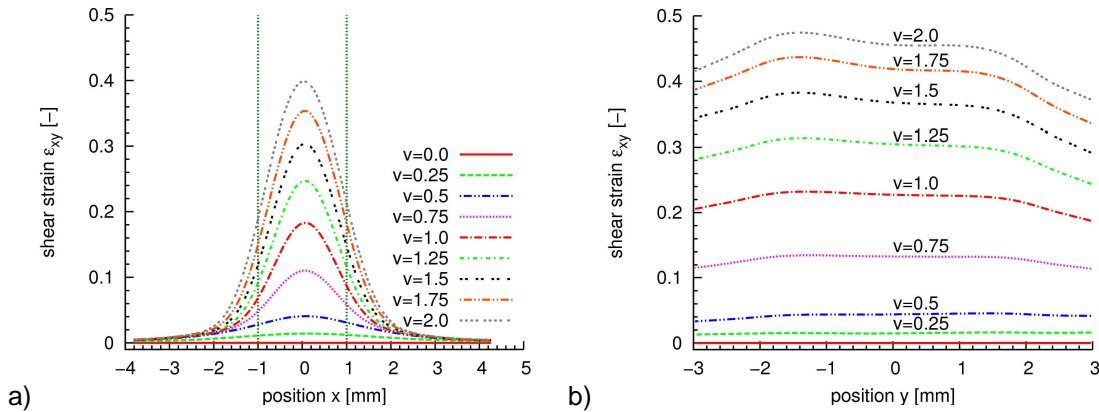 0.5
0.4
0.3
0.2
0.1
0
shear strain εxy [−]
v=0.0
v=0.25
v=0.5
v=0.75
v=1.0
v=1.25
v=1.5
v=1.75
v=2.0
−4 −3 −2 −1 0 1 2 3 4 5
position x [mm]
a)
0.5
0.4
0.3
0.2
0.1
0
shear strain εxy [−]
v=2.0
v=1.75
v=1.5
v=1.25
v=1.0
v=0.75
v=0.5
v=0.25
−3 −2 −1 0 1 2 3
position y [mm]
b)